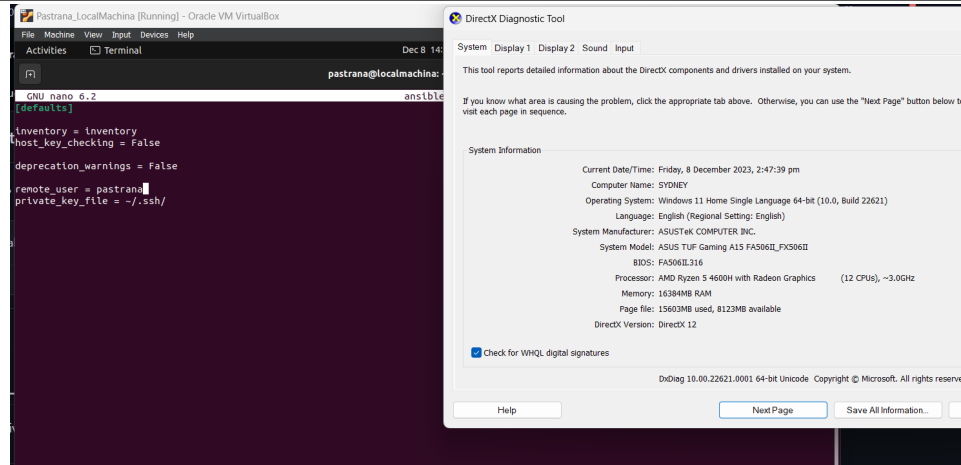 Pastrana_LocalMachina [Running] - Oracle VM VirtualBox
File Machine View Input Devices Help
Activities Terminal Dec 8 14:
pastrana@localmachina:
GNU nano 6.2 ansible
[defaults]
inventory = inventory
host_key_checking = False
deprecation_warnings = False
remote_user = pastrana
private_key_file = ~/.ssh/
DirectX Diagnostic Tool
System Display 1 Display 2 Sound Input
This tool reports detailed information about the DirectX components and drivers installed on your system.
If you know what area is causing the problem, click the appropriate tab above. Otherwise, you can use the "Next Page" button below to
visit each page in sequence.
System Information
Current Date/Time: Friday, 8 December 2023, 2:47:39 pm
Computer Name: SYDNEY
Operating System: Windows 11 Home Single Language 64-bit (10.0, Build 22621)
Language: English (Regional Setting: English)
System Manufacturer: ASUSTeK COMPUTER INC.
System Model: ASUS TUF Gaming A15 FA506II_FX506II
BIOS: FA506II.316
Processor: AMD Ryzen 5 4600H with Radeon Graphics (12 CPUs), ~3.0GHz
Memory: 16384MB RAM
Page file: 15603MB used, 8123MB available
DirectX Version: DirectX 12
Check for WHQL digital signatures
DxDiag 10.00.22621.0001 64-bit Unicode Copyright © Microsoft. All rights reserve
Help Next Page Save All Information...